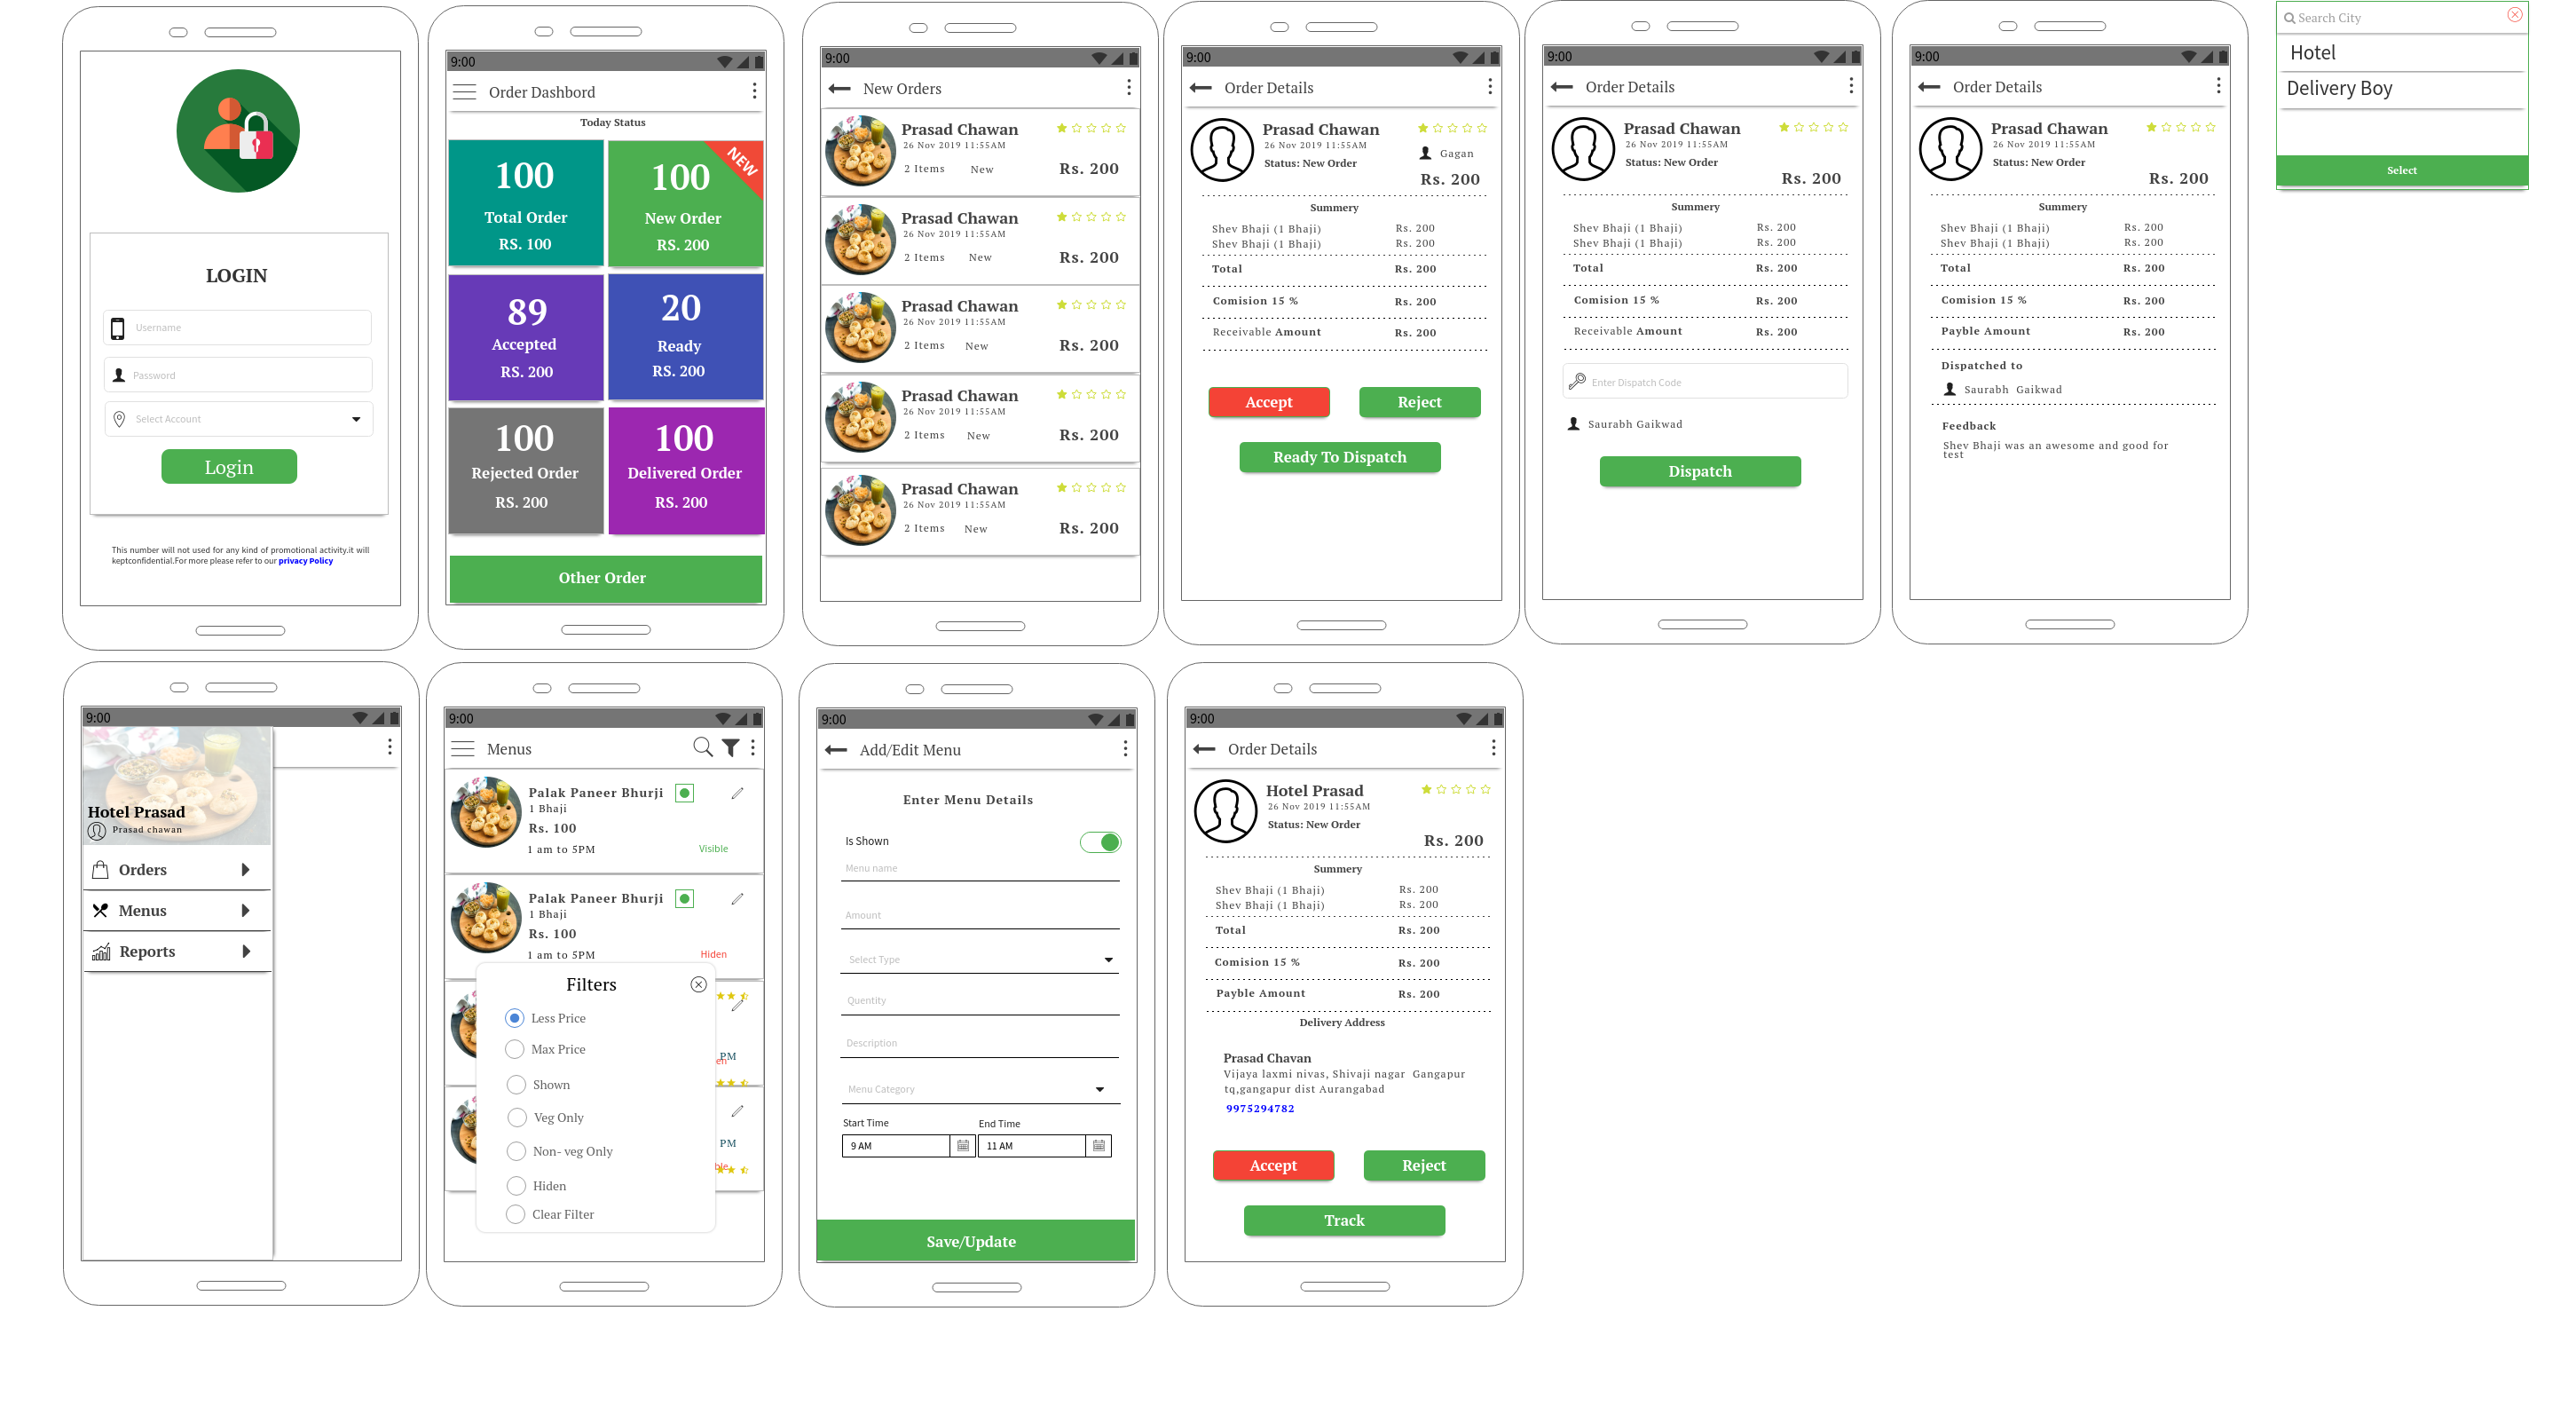 LOGIN
Username
Password
Select Account
Login
This number will not used for any kind of promotional activity.it will
keptconfidential.For more please refer to our privacy Policy
9:00
Order Dashbord
Today Status
100
Total Order
RS. 100
NEW
100
New Order
RS. 200
89
Accepted
RS. 200
20
Ready
RS. 200
100
Rejected Order
RS. 200
100
Delivered Order
RS. 200
Other Order
9:00
New Orders
Prasad Chawan
26 Nov 2019 11:55AM
2 Items New Rs. 200
Prasad Chawan
26 Nov 2019 11:55AM
2 Items New Rs. 200
Prasad Chawan
26 Nov 2019 11:55AM
2 Items New Rs. 200
Prasad Chawan
26 Nov 2019 11:55AM
2 Items New Rs. 200
Prasad Chawan
26 Nov 2019 11:55AM
2 Items New Rs. 200
9:00
Order Details
Prasad Chawan
26 Nov 2019 11:55AM
Gagan
Status: New Order
Rs. 200
Summery
Shev Bhaji (1 Bhaji) Rs. 200
Shev Bhaji (1 Bhaji) Rs. 200
Total Rs. 200
Comision 15 % Rs. 200
Receivable Amount Rs. 200
Accept Reject
Ready To Dispatch
9:00
Order Details
Prasad Chawan
26 Nov 2019 11:55AM
Status: New Order
Rs. 200
Summery
Shev Bhaji (1 Bhaji) Rs. 200
Shev Bhaji (1 Bhaji) Rs. 200
Total Rs. 200
Comision 15 % Rs. 200
Receivable Amount Rs. 200
Enter Dispatch Code
Saurabh Gaikwad
Dispatch
9:00
Order Details
Prasad Chawan
26 Nov 2019 11:55AM
Status: New Order
Rs. 200
Summery
Shev Bhaji (1 Bhaji) Rs. 200
Shev Bhaji (1 Bhaji) Rs. 200
Total Rs. 200
Comision 15 % Rs. 200
Payble Amount Rs. 200
Dispatched to
Saurabh Gaikwad
Feedback
Shev Bhaji was an awesome and good for
test
Search City
Hotel
Delivery Boy
Select
9:00
Hotel Prasad
Prasad chawan
Orders
Menus
Reports
9:00
Menus
Palak Paneer Bhurji
1 Bhaji
Rs. 100
1 am to 5PM Visible
Palak Paneer Bhurji
1 Bhaji
Rs. 100
1 am to 5PM Hiden
Filters
Less Price
Max Price
PM
en
Shown
Veg Only
PM
Non- veg Only
ble
Hiden
Clear Filter
9:00
Add/Edit Menu
Enter Menu Details
Is Shown
Menu name
Amount
Select Type
Quentity
Description
Menu Category
Start Time End Time
9 AM 11 AM
Save/Update
9:00
Order Details
Hotel Prasad
26 Nov 2019 11:55AM
Status: New Order
Rs. 200
Summery
Shev Bhaji (1 Bhaji) Rs. 200
Shev Bhaji (1 Bhaji) Rs. 200
Total Rs. 200
Comision 15 % Rs. 200
Payble Amount Rs. 200
Delivery Address
Prasad Chavan
Vijaya laxmi nivas, Shivaji nagar Gangapur
tq,gangapur dist Aurangabad
9975294782
Accept Reject
Track